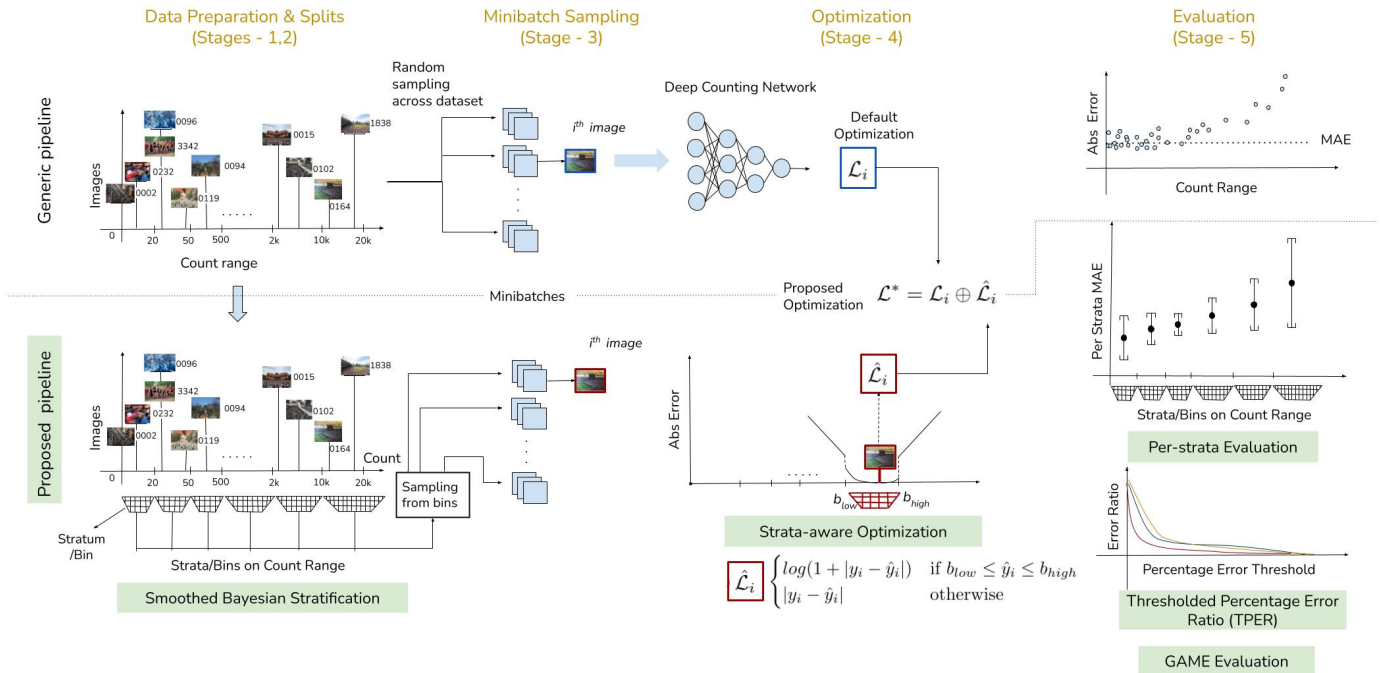 Data Preparation & Splits
(Stages - 1,2)
Minibatch Sampling
(Stage - 3)
Optimization
(Stage - 4)
Evaluation
(Stage - 5)
Generic pipeline
Images
0096
3342
0232
0002
0094
0119
0015
0102
1838
0164
. . . . .
0
20
50
500
2k
10k
20k
Count range
Random
sampling
across dataset
i^th image
Deep Counting Network
Default
Optimization
ℒ_i
Abs Error
MAE
Count Range
Minibatches
Proposed
Optimization
ℒ* = ℒ_i ⊕ ℒ̂_i
Proposed pipeline
Images
0096
3342
0232
0002
0094
0119
0015
0102
1838
0164
. . . . .
0
20
50
500
2k
10k
20k
Count
Stratum
/Bin
Strata/Bins on Count Range
Smoothed Bayesian Stratification
Sampling
from bins
i^th image
Abs Error
ℒ̂_i
. . . . .
b_low
b_high
Strata-aware Optimization
ℒ̂_i { log(1 + |y_i − ŷ_i|) if b_low ≤ ŷ_i ≤ b_high
|y_i − ŷ_i| otherwise
Per Strata MAE
Strata/Bins on Count Range
Per-strata Evaluation
Error Ratio
Percentage Error Threshold
Thresholded Percentage Error
Ratio (TPER)
GAME Evaluation